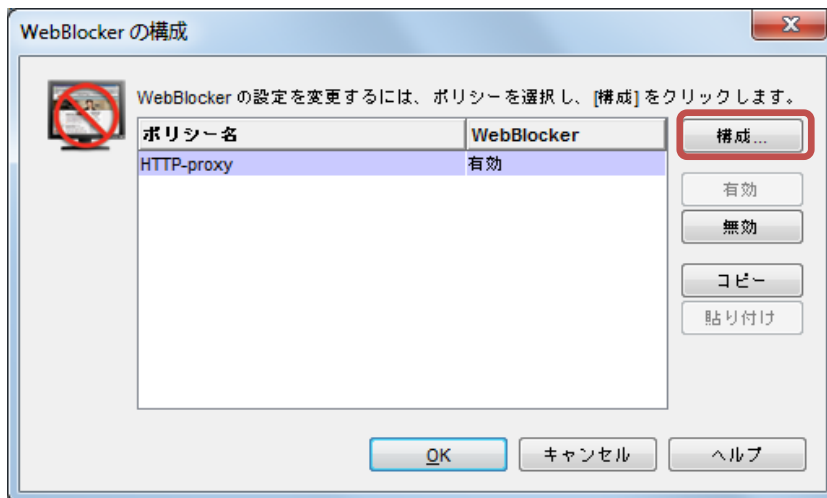 WebBlocker の構成
WebBlocker の設定を変更するには、ポリシーを選択し、[構成] をクリックします。
ポリシー名 WebBlocker
HTTP-proxy 有効
構成...
有効
無効
コピー
貼り付け
OK キャンセル ヘルプ